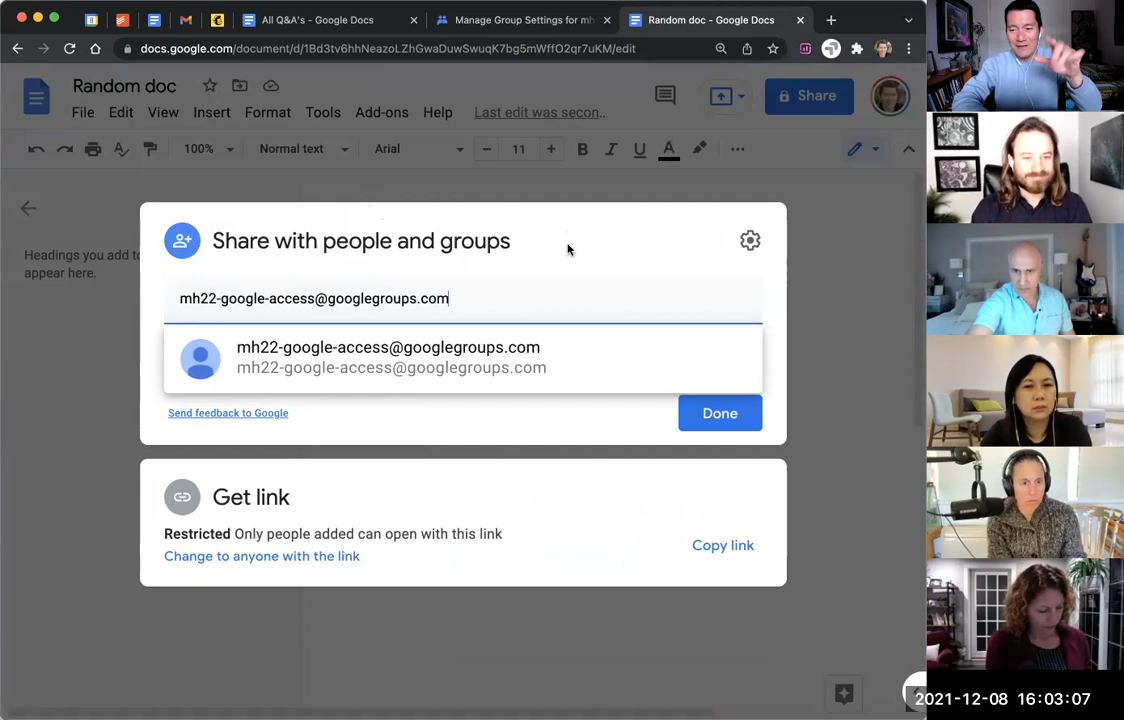 All Q&A's - Google Docs
Manage Group Settings for mh
Random doc - Google Docs
docs.google.com/document/d/1Bd3tv6hhNeazoLZhGwaDuwSwuqK7bg5mWffO2qr7uKM/edit
Random doc
File Edit View Insert Format Tools Add-ons Help Last edit was secon...
Share
100% Normal text Arial - 11 + B I U A
Headings you add to
appear here.
Share with people and groups
mh22-google-access@googlegroups.com
mh22-google-access@googlegroups.com
mh22-google-access@googlegroups.com
Send feedback to Google
Done
Get link
Restricted Only people added can open with this link
Change to anyone with the link
Copy link
2021-12-08 16:03:07